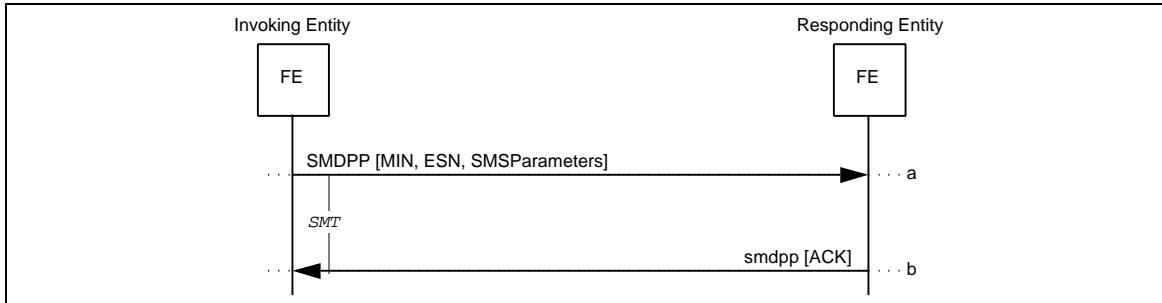 Invoking Entity
Responding Entity
FE
FE
SMDPP [MIN, ESN, SMSParameters]
a
SMT
smdpp [ACK]
b